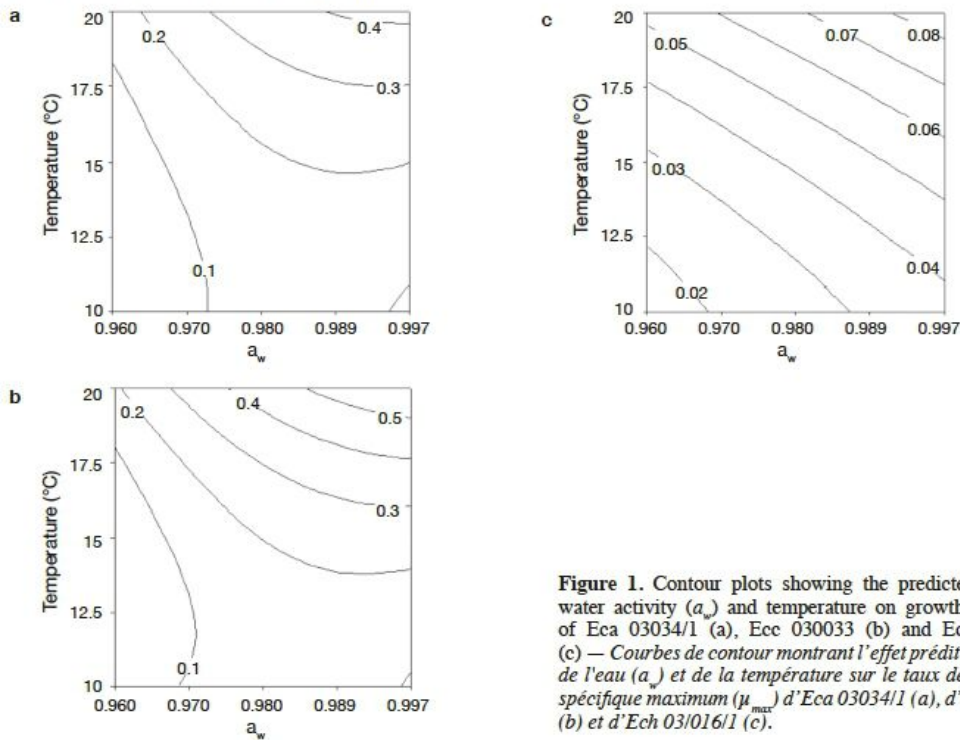 a
20
17.5
15
12.5
10
Temperature (°C)
0.2
0.4
0.3
0.1
0.960 0.970 0.980 0.989 0.997
a_w
b
20
17.5
15
12.5
10
Temperature (°C)
0.2
0.4
0.5
0.3
0.1
0.960 0.970 0.980 0.989 0.997
a_w
c
20
17.5
15
12.5
10
Temperature (°C)
0.05
0.07
0.08
0.06
0.03
0.04
0.02
0.960 0.970 0.980 0.989 0.997
a_w
Figure 1. Contour plots showing the predicte
water activity (a_w) and temperature on growth
of Eca 03034/1 (a), Ecc 030033 (b) and Ec
(c) — Courbes de contour montrant l'effet prédit
de l'eau (a_w) et de la température sur le taux de
spécifique maximum (μ_max) d'Eca 03034/1 (a), d'
(b) et d'Ech 03/016/1 (c).